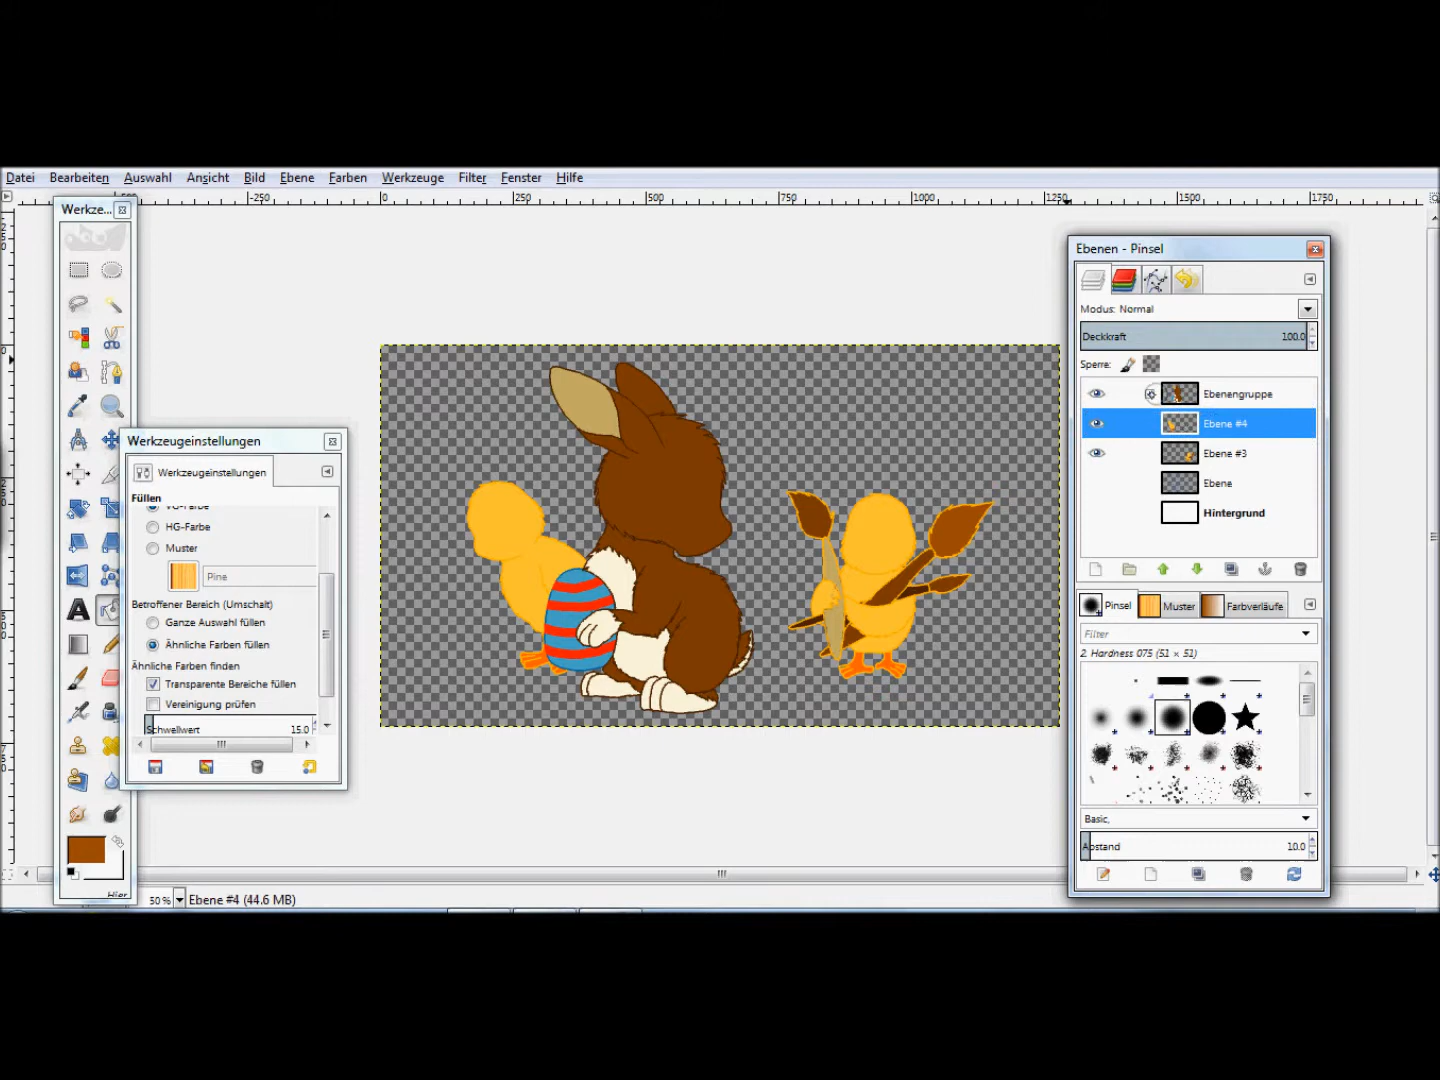 Datei Bearbeiten Auswahl Ansicht Bild Ebene Farben Werkzeuge Filter Fenster Hilfe
-250 0 250 500 750 1000 1250 1500 1750
Werkze...
Ebenen - Pinsel
Modus: Normal
Deckkraft 100.0
Sperre:
Ebenengruppe
Ebene #4
Ebene #3
Ebene
Hintergrund
Werkzeugeinstellungen
Werkzeugeinstellungen
Füllen
VG-Farbe
HG-Farbe
Muster
Pine
Betroffener Bereich (Umschalt)
Ganze Auswahl füllen
Ähnliche Farben füllen
Ähnliche Farben finden
Transparente Bereiche füllen
Vereinigung prüfen
Schwellwert 15.0
Pinsel Muster Farbverläufe
Filter
2. Hardness 075 (51 × 51)
Basic,
Abstand 10.0
Hier
50 % Ebene #4 (44.6 MB)